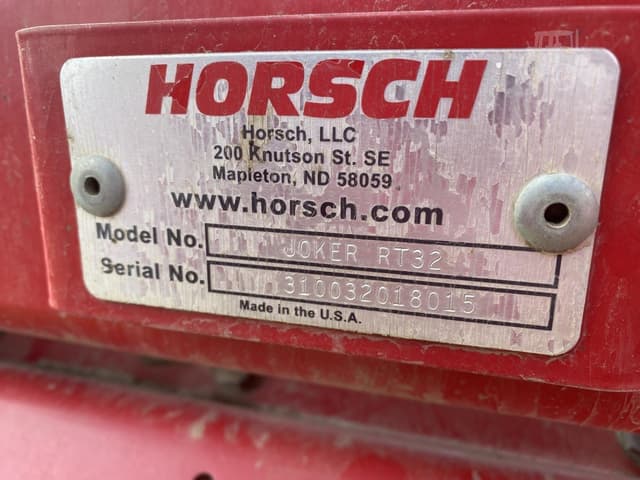 HORSCH
Horsch, LLC
200 Knutson St. SE
Mapleton, ND 58059
www.horsch.com
Model No. JOKER RT32
Serial No. 310032018015
Made in the U.S.A.